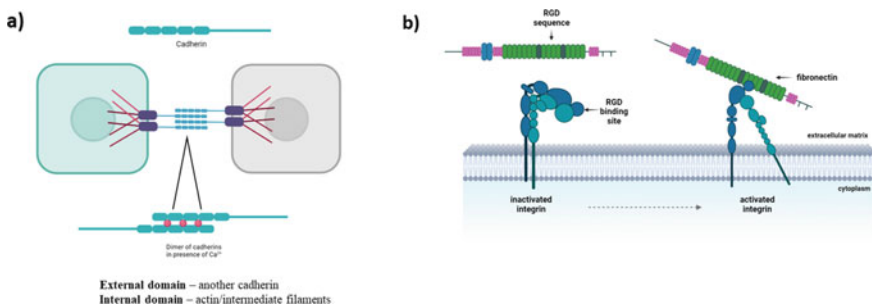 a)
Cadherin
Dimer of cadherins
in presence of Ca²⁺
External domain – another cadherin
Internal domain – actin/intermediate filaments
b)
RGD
sequence
fibronectin
RGD
binding
site
extracellular matrix
cytoplasm
inactivated
integrin
activated
integrin